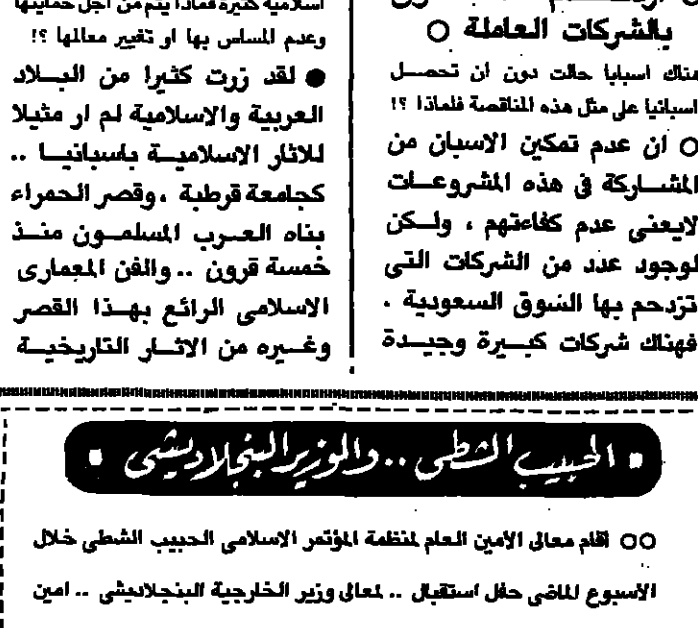 بالشركات العاملة ○
هناك اسبابا حالت دون ان تحصل
اسبانيا على مثل هذه المناقصة فلماذا ؟!
○ ان عدم تمكين الاسبان من
المشاركة في هذه المشروعات
لايعنى عدم كفاءتهم ، ولكن
لوجود عدد من الشركات التى
تزدحم بها السوق السعودية .
فهناك شركات كبيرة وجيدة
اسلامية كثيرة فماذا يتم من اجل حمايتها
وعدم المساس بها او تغيير معالمها ؟!
● لقد زرت كثيرا من البلاد
العربية والاسلامية لم ار مثيلا
للاثار الاسلامية باسبانيا ..
كجامعة قرطبة ، وقصر الحمراء
بناه العرب المسلمون منذ
خمسة قرون .. والفن المعمارى
الاسلامى الرائع بهذا القصر
وغيره من الاثار التاريخية
▪ الحبيب الشطى .. والوزير البنجلاديشى ▪
○○ اقام معالى الأمين العام لمنظمة المؤتمر الاسلامى الحبيب الشطى خلال
الأسبوع الماضى حفل استقبال .. لمعالى وزير الخارجية البنجلاديشى .. امين